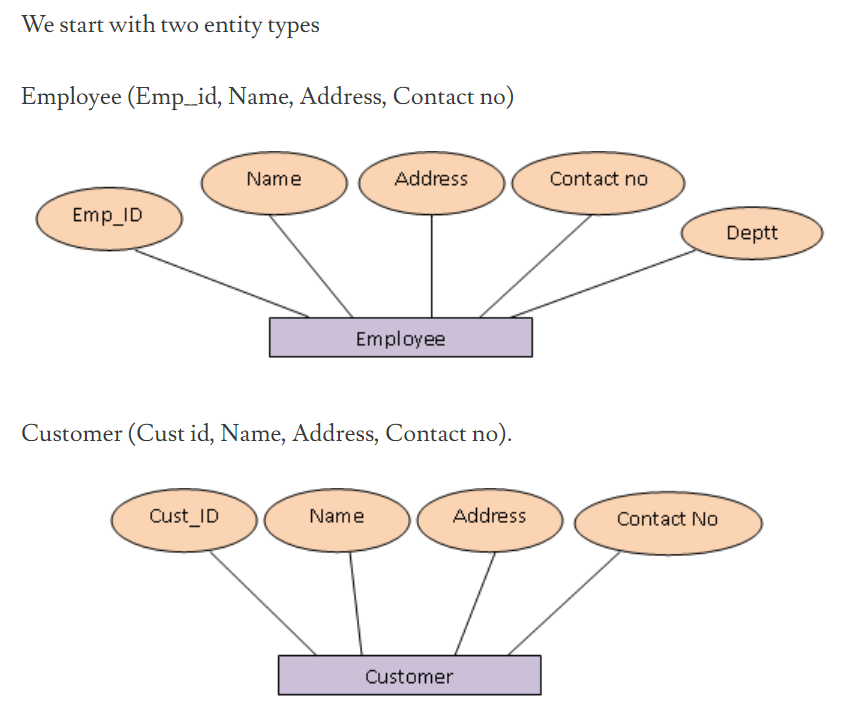 We start with two entity types
Employee (Emp_id, Name, Address, Contact no)
Name
Address
Contact no
Emp_ID
Deptt
Employee
Customer (Cust id, Name, Address, Contact no).
Cust_ID
Name
Address
Contact No
Customer